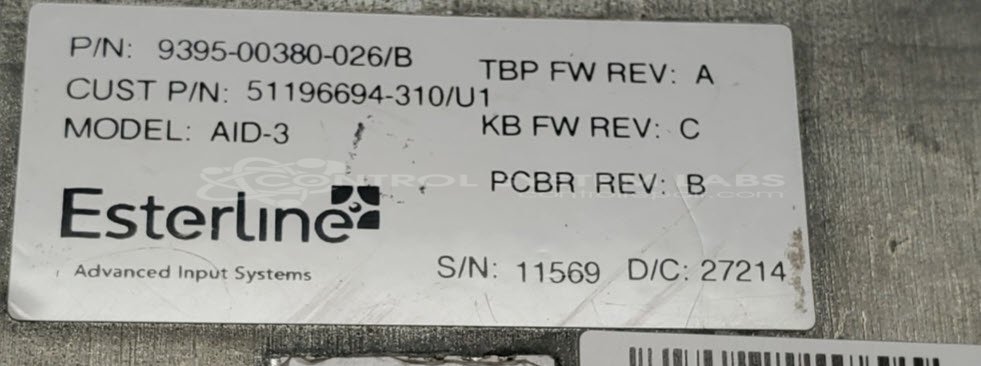 P/N: 9395-00380-026/B
CUST P/N: 51196694-310/U1
MODEL: AID-3
TBP FW REV: A
KB FW REV: C
PCBR REV: B
Esterline
Advanced Input Systems
S/N: 11569 D/C: 27214